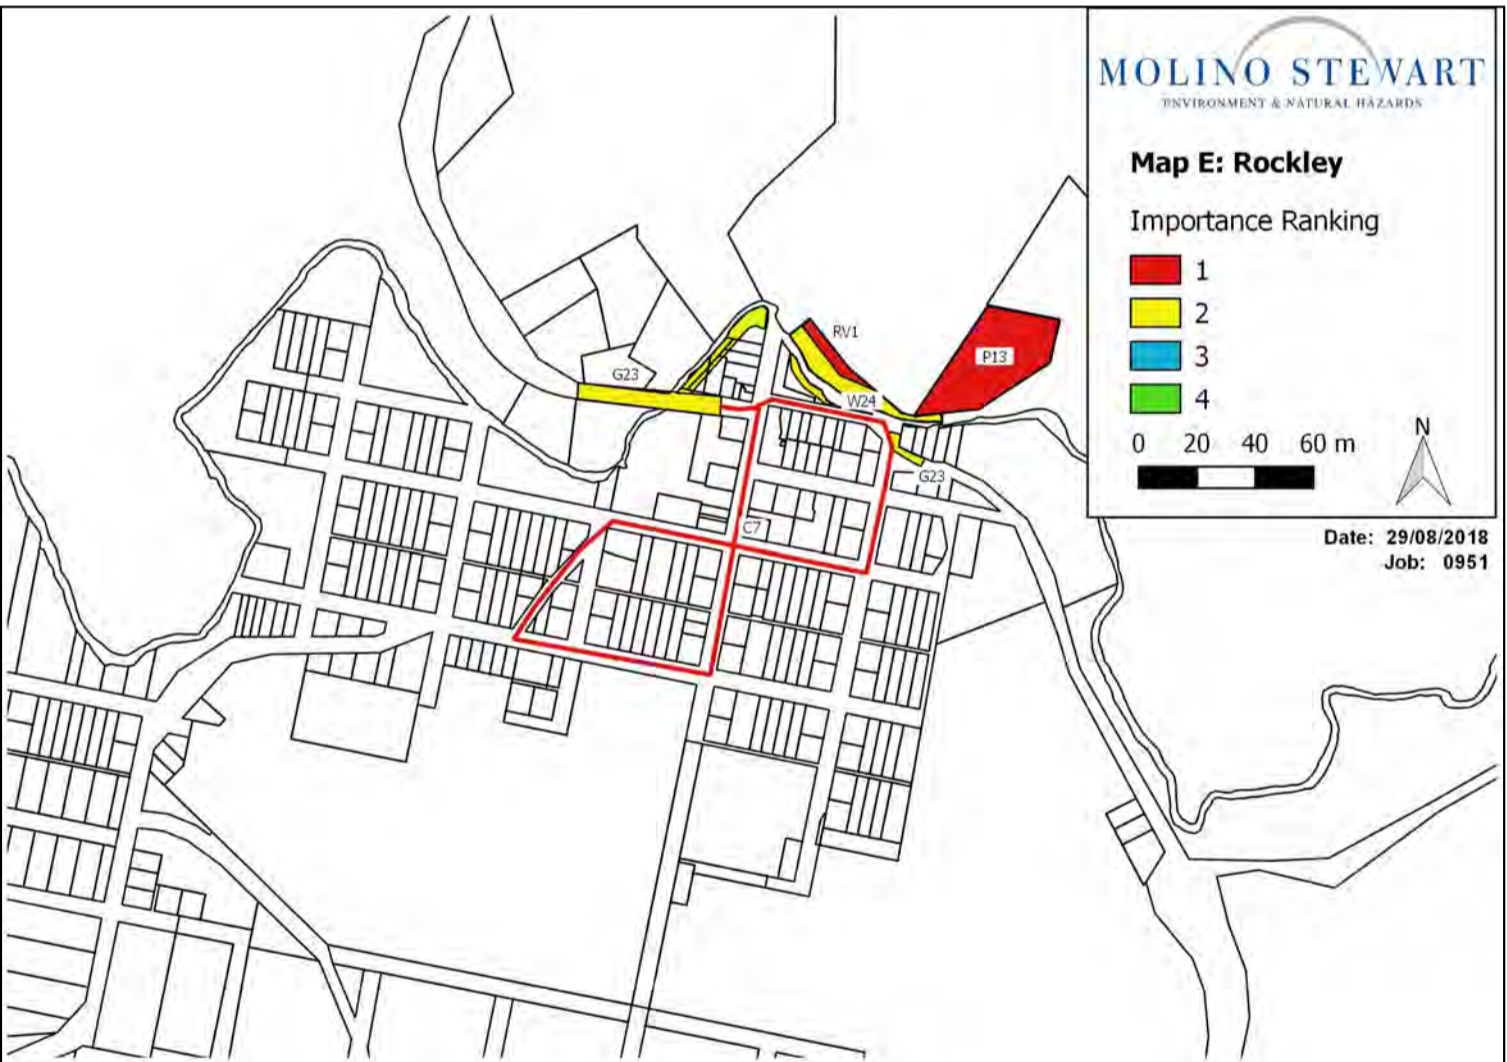 MOLINO STEWART
ENVIRONMENT & NATURAL HAZARDS
Map E: Rockley
Importance Ranking
1
2
3
4
0 20 40 60 m
N
Date: 29/08/2018
Job: 0951
RV1
P13
G23
W24
G23
C7